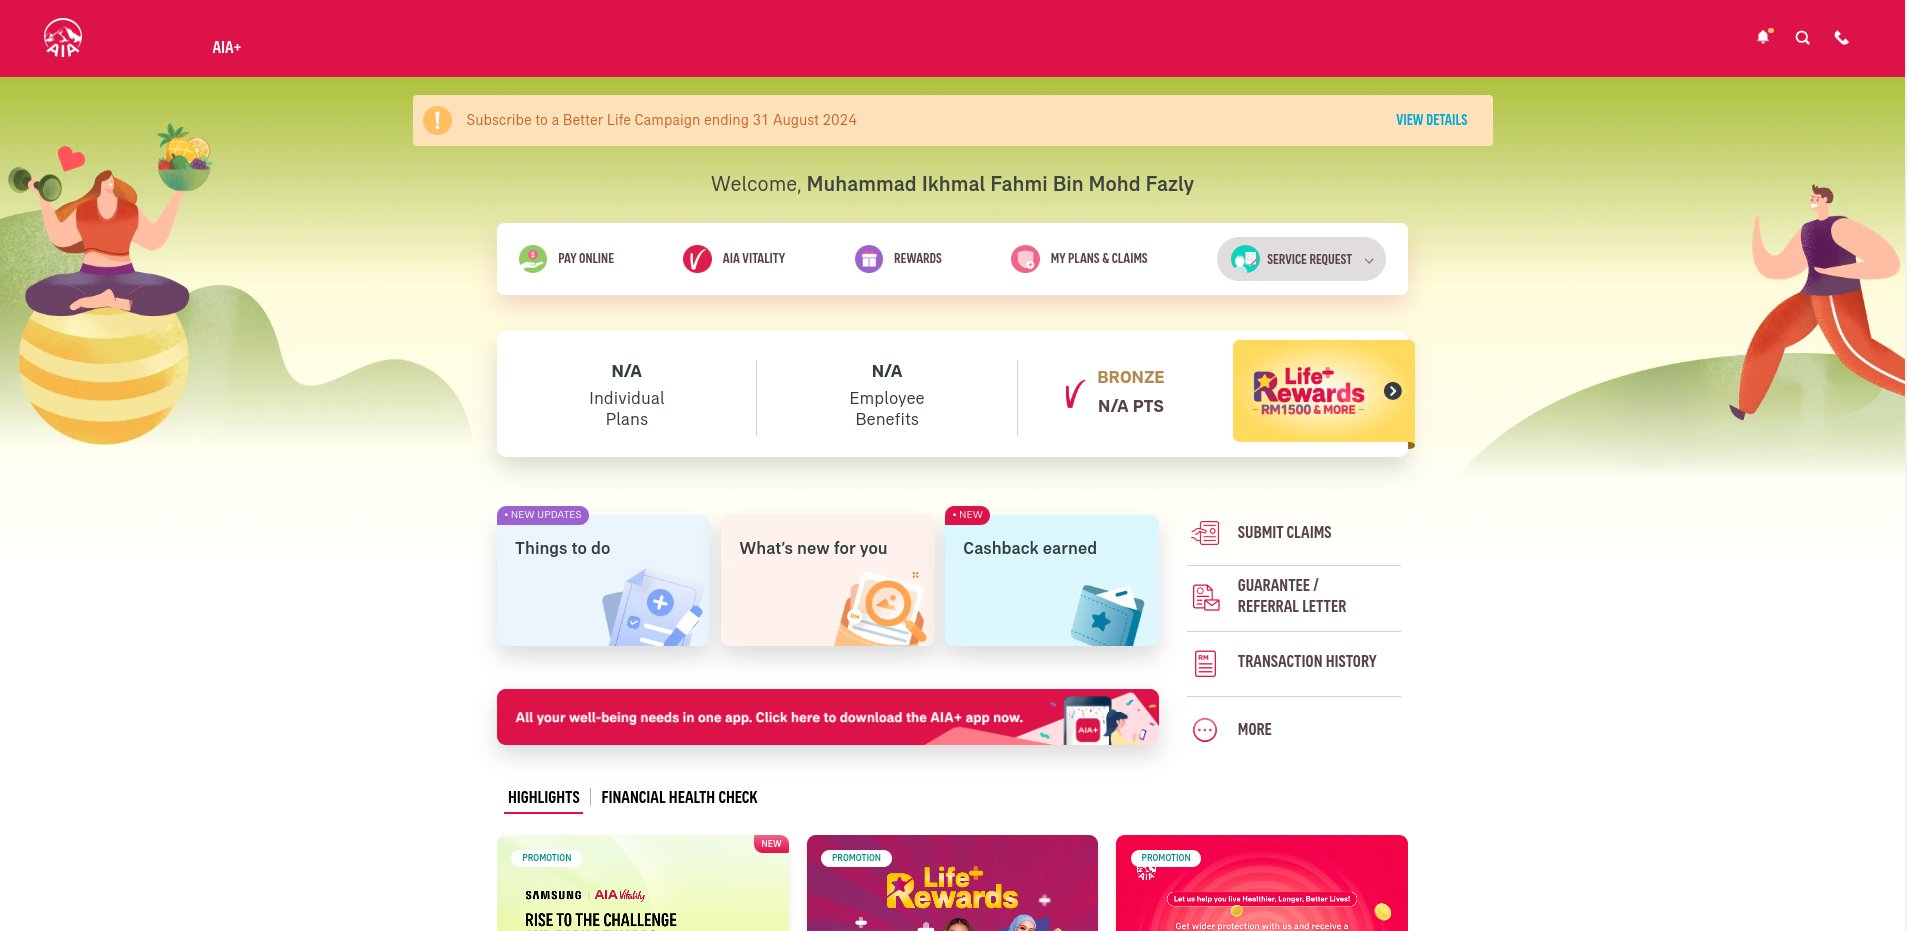 AIA
AIA+
Subscribe to a Better Life Campaign ending 31 August 2024
VIEW DETAILS
Welcome, Muhammad Ikhmal Fahmi Bin Mohd Fazly
PAY ONLINE
AIA VITALITY
REWARDS
MY PLANS & CLAIMS
SERVICE REQUEST
N/A
Individual
Plans
N/A
Employee
Benefits
BRONZE
N/A PTS
Life+
Rewards
RM1500 & MORE
• NEW UPDATES
Things to do
What's new for you
• NEW
Cashback earned
SUBMIT CLAIMS
GUARANTEE /
REFERRAL LETTER
RM
TRANSACTION HISTORY
MORE
All your well-being needs in one app. Click here to download the AIA+ app now.
AIA+
HIGHLIGHTS
FINANCIAL HEALTH CHECK
PROMOTION
NEW
SAMSUNG
AIA Vitality
RISE TO THE CHALLENGE
PROMOTION
Life+
Rewards
PROMOTION
AIA
Let us help you live Healthier, Longer, Better Lives!
Get wider protection with us and receive a